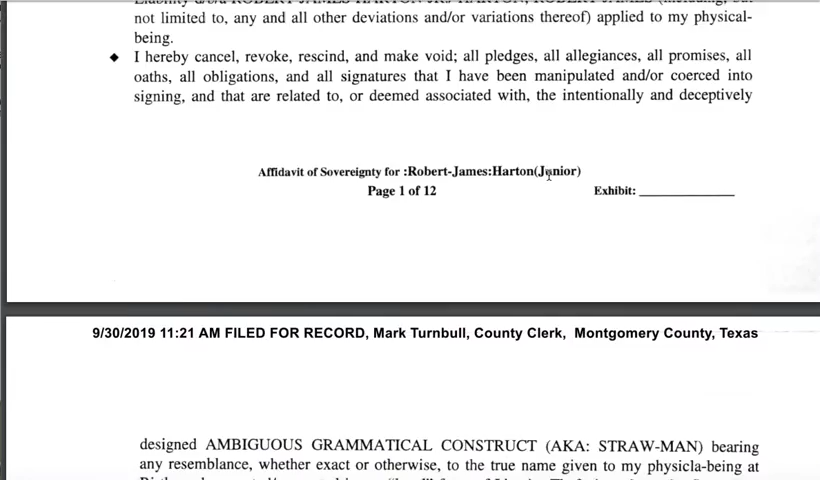 not limited to, any and all other deviations and/or variations thereof) applied to my physical-
being.
◆ I hereby cancel, revoke, rescind, and make void; all pledges, all allegiances, all promises, all
oaths, all obligations, and all signatures that I have been manipulated and/or coerced into
signing, and that are related to, or deemed associated with, the intentionally and deceptively
Affidavit of Sovereignty for :Robert-James:Harton(Junior)
Page 1 of 12 Exhibit: ____________
9/30/2019 11:21 AM FILED FOR RECORD, Mark Turnbull, County Clerk, Montgomery County, Texas
designed AMBIGUOUS GRAMMATICAL CONSTRUCT (AKA: STRAW-MAN) bearing
any resemblance, whether exact or otherwise, to the true name given to my physicla-being at